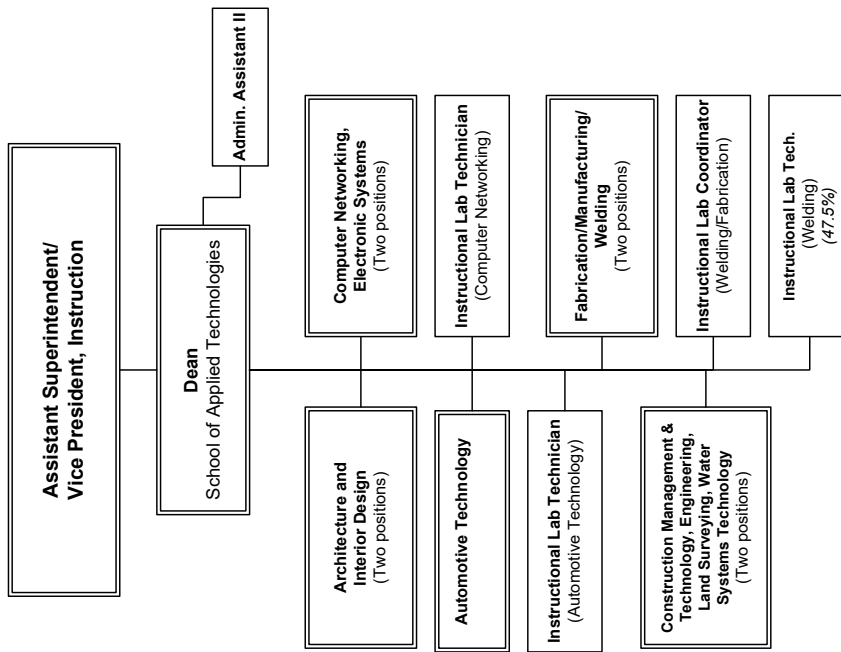 Assistant Superintendent/
Vice President, Instruction
Dean
School of Applied Technologies
Admin. Assistant II
Architecture and
Interior Design
(Two positions)
Computer Networking,
Electronic Systems
(Two positions)
Automotive Technology
Instructional Lab Technician
(Computer Networking)
Instructional Lab Technician
(Automotive Technology)
Fabrication/Manufacturing/
Welding
(Two positions)
Construction Management &
Technology, Engineering,
Land Surveying, Water
Systems Technology
(Two positions)
Instructional Lab Coordinator
(Welding/Fabrication)
Instructional Lab Tech.
(Welding)
(47.5%)